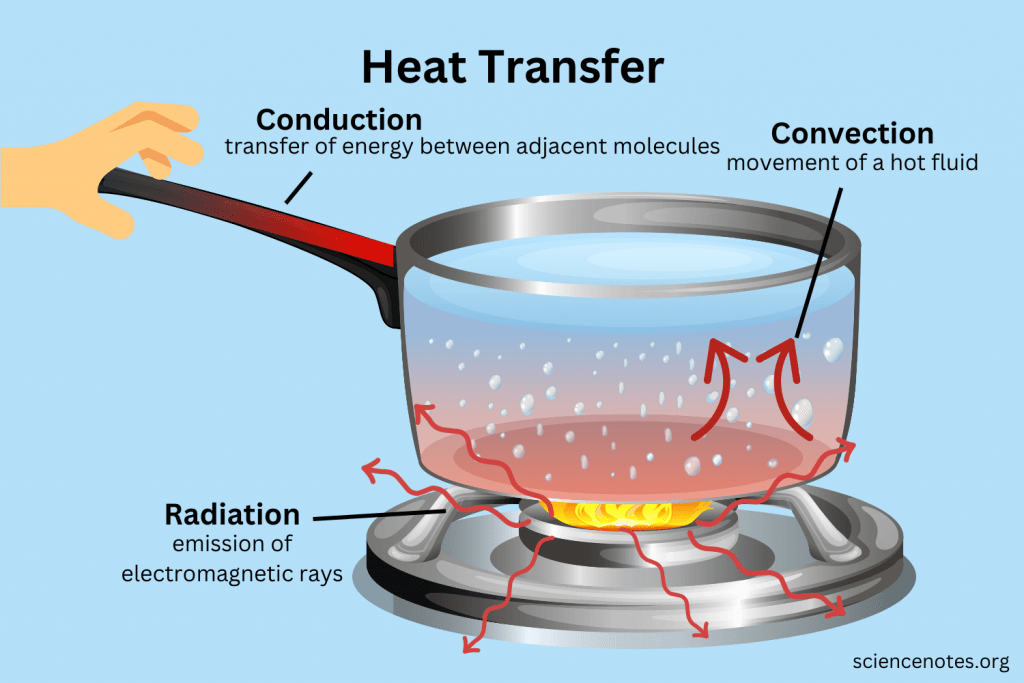 Heat Transfer
Conduction
transfer of energy between adjacent molecules
Convection
movement of a hot fluid
Radiation
emission of
electromagnetic rays
sciencenotes.org